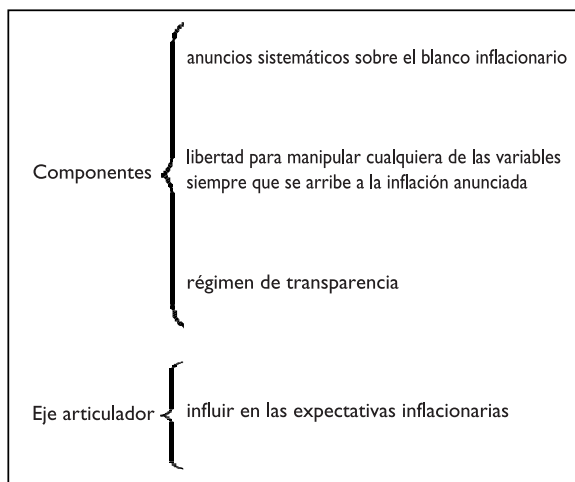 anuncios sistemáticos sobre el blanco inflacionario
Componentes
libertad para manipular cualquiera de las variables
siempre que se arribe a la inflación anunciada
régimen de transparencia
Eje articulador
influir en las expectativas inflacionarias